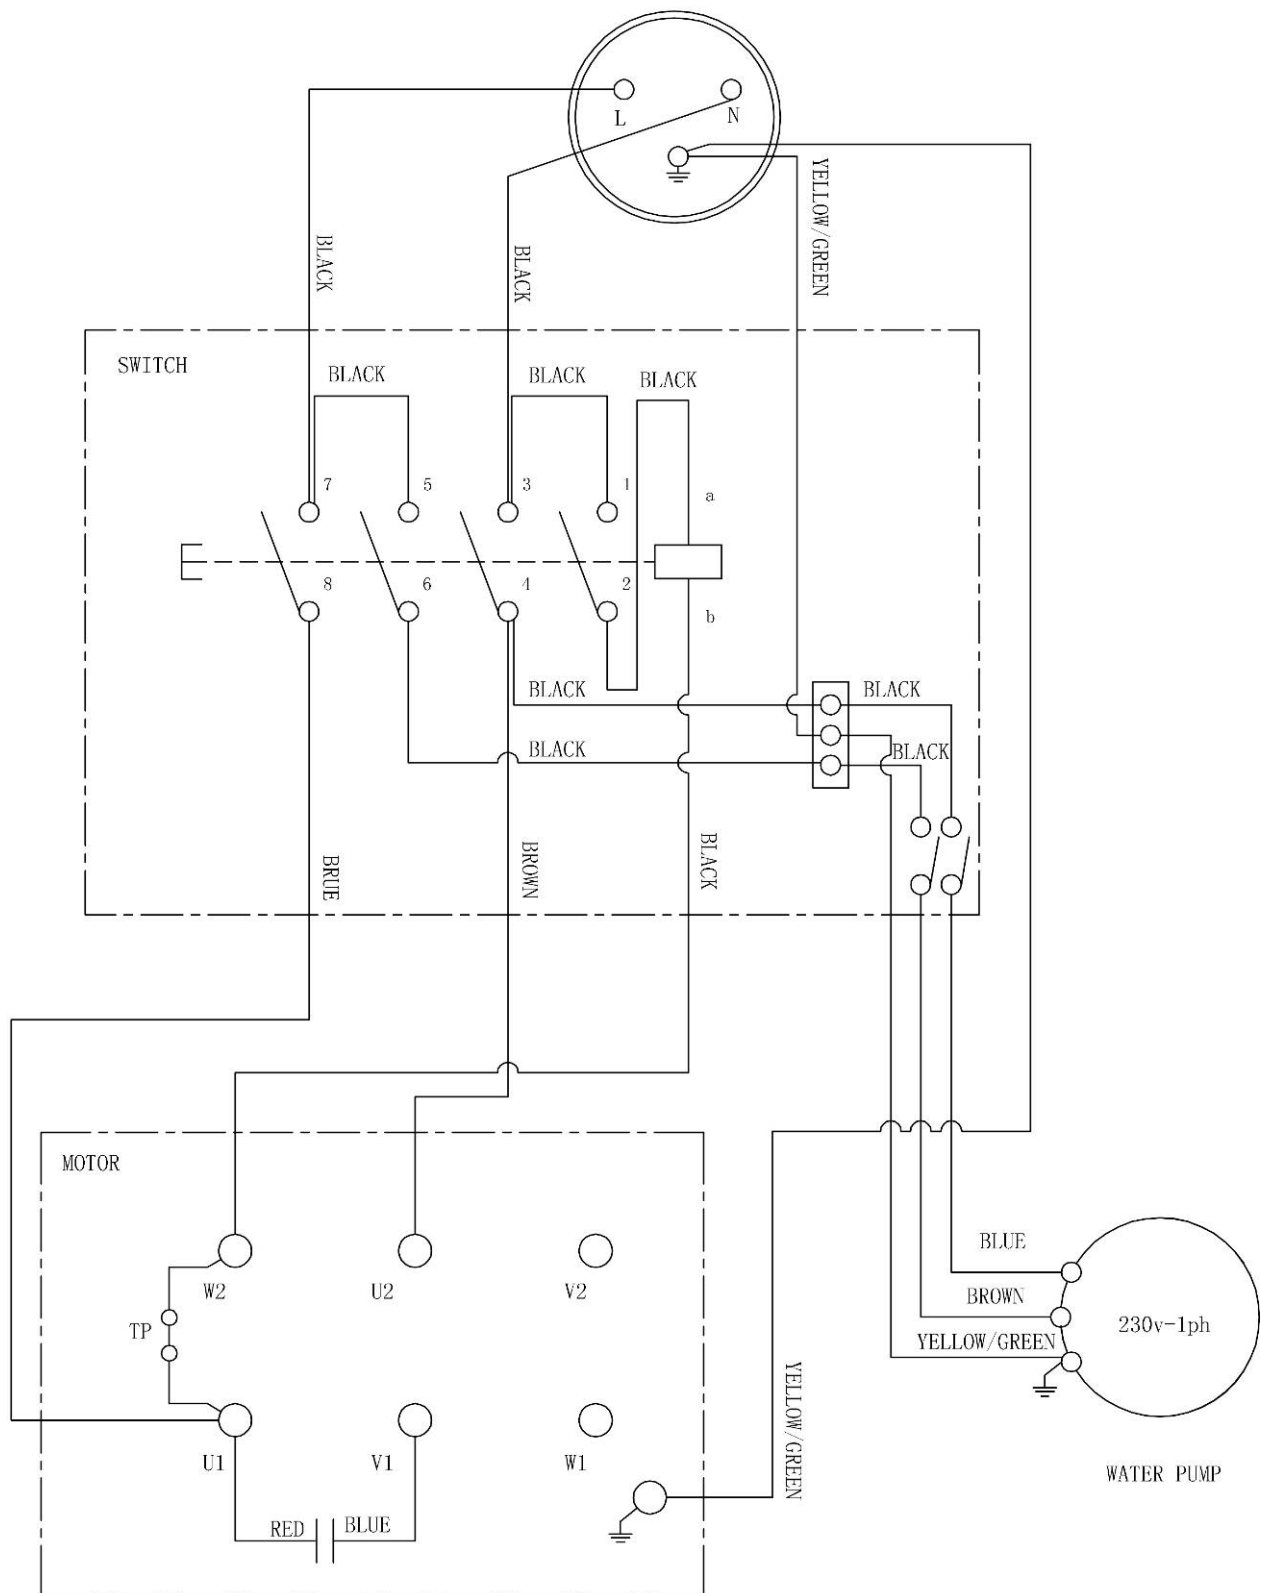 L
N
YELLOW/GREEN
BLACK
BLACK
SWITCH
BLACK
BLACK
BLACK
7
5
3
1
a
8
6
4
2
b
BLACK
BLACK
BLACK
BLACK
BRUE
BROWN
BLACK
MOTOR
W2
U2
V2
TP
U1
V1
W1
RED
BLUE
YELLOW/GREEN
BLUE
BROWN
YELLOW/GREEN
230v-1ph
WATER PUMP